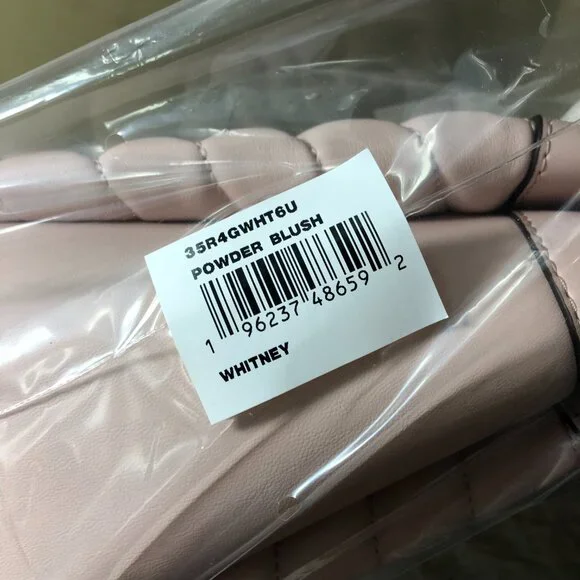 35R4GWHT6U
POWDER BLUSH
1 96237 48659 2
WHITNEY